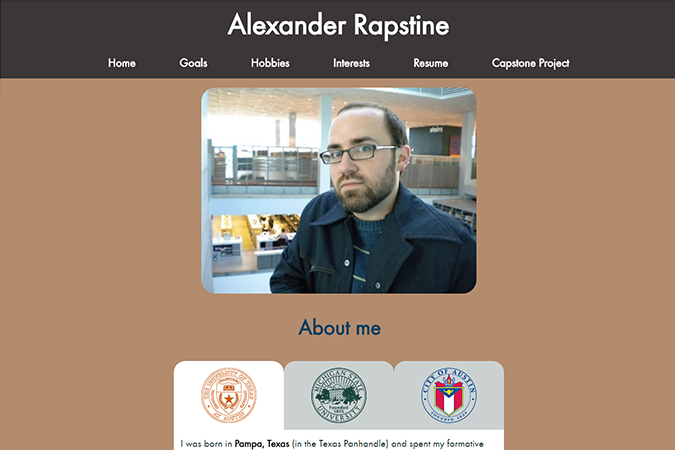 Alexander Rapstine
Home Goals Hobbies Interests Resume Capstone Project
stairs
About me
THE UNIVERSITY OF TEXAS
MICHIGAN STATE
Founded
1855
UNIVERSITY
CITY OF AUSTIN
FOUNDED 1839
I was born in Pampa, Texas (in the Texas Panhandle) and spent my formative